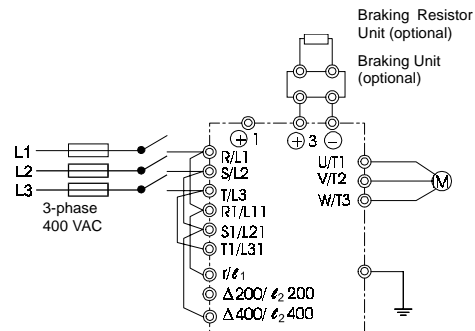 Braking Resistor
Unit (optional)
Braking Unit
(optional)
⊕ 1
⊕ 3
⊖
L1
L2
L3
3-phase
400 VAC
R/L1
S/L2
T/L3
R1/L11
S1/L21
T1/L31
r/ℓ1
Δ200/ ℓ2 200
Δ400/ ℓ2 400
U/T1
V/T2
W/T3
M